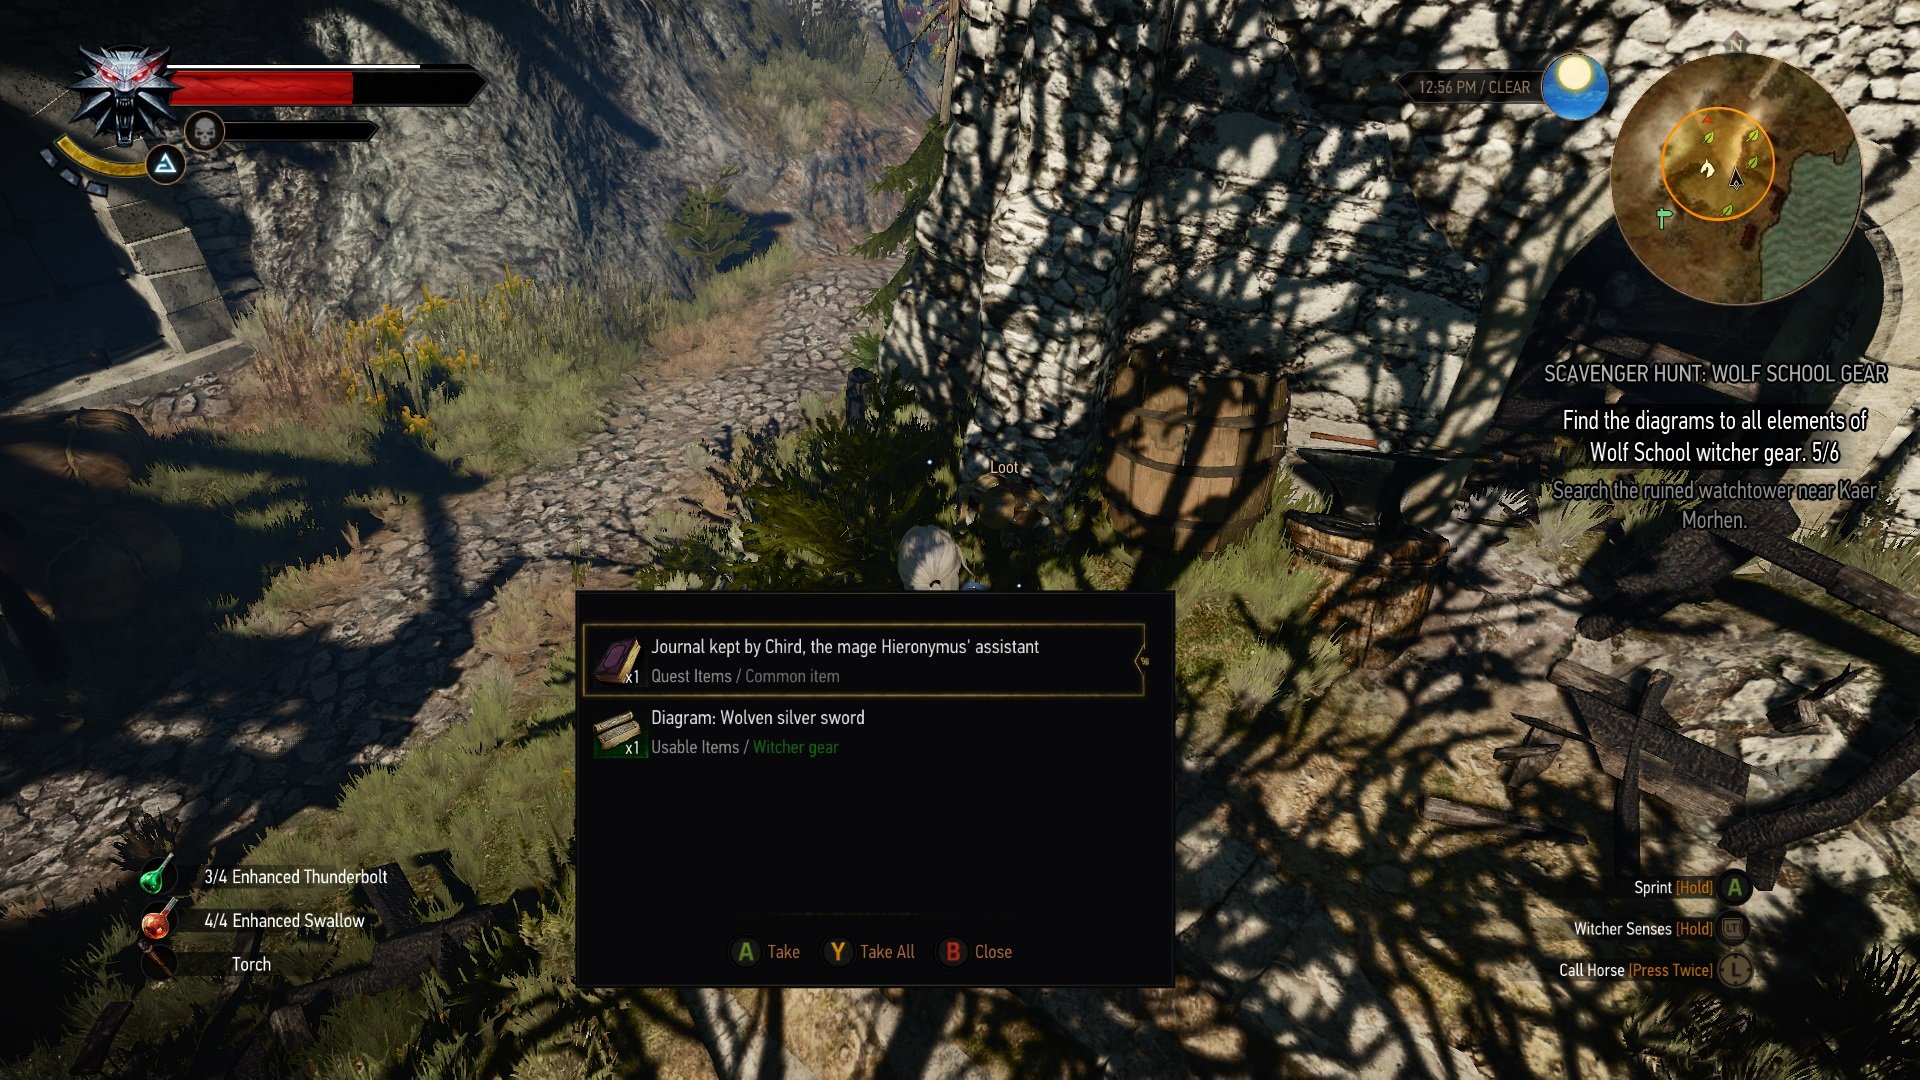 N
12:56 PM / CLEAR
SCAVENGER HUNT: WOLF SCHOOL GEAR
Find the diagrams to all elements of
Wolf School witcher gear. 5/6
Search the ruined watchtower near Kaer
Morhen.
Loot
Journal kept by Chird, the mage Hieronymus' assistant
x1 Quest Items / Common item
Diagram: Wolven silver sword
x1 Usable Items / Witcher gear
A Take Y Take All B Close
3/4 Enhanced Thunderbolt
4/4 Enhanced Swallow
Torch
Sprint [Hold] A
Witcher Senses [Hold] LT
Call Horse [Press Twice] L